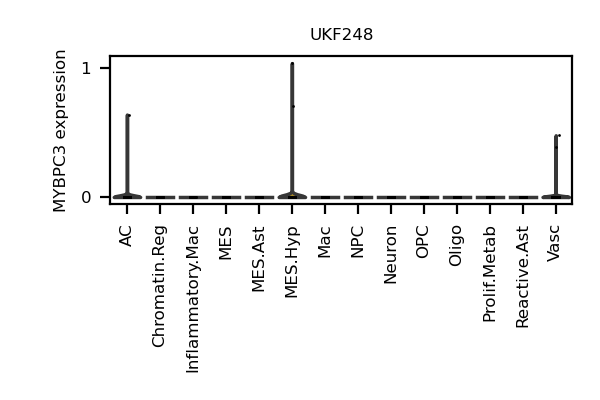 UKF248
MYBPC3 expression
1
0
AC
Chromatin.Reg
Inflammatory.Mac
MES
MES.Ast
MES.Hyp
Mac
NPC
Neuron
OPC
Oligo
Prolif.Metab
Reactive.Ast
Vasc